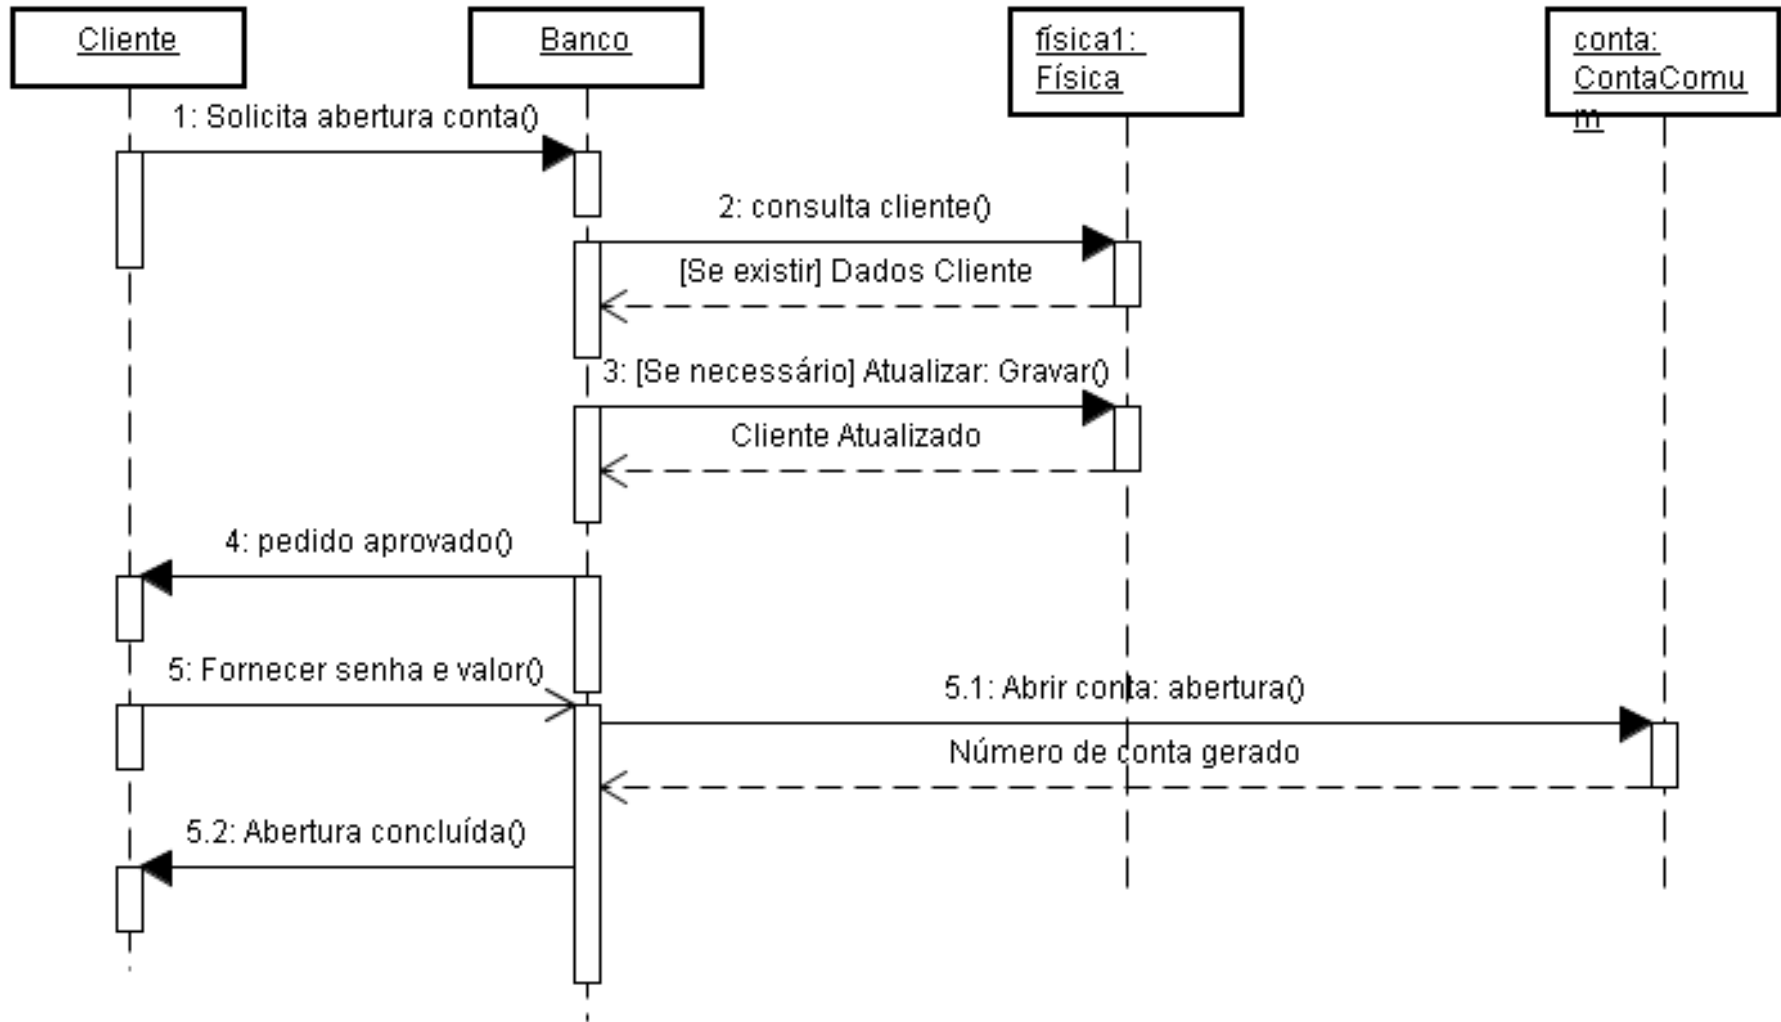 Cliente
Banco
física1:
Física
conta:
ContaComu
m
1: Solicita abertura conta()
2: consulta cliente()
[Se existir] Dados Cliente
3: [Se necessário] Atualizar: Gravar()
Cliente Atualizado
4: pedido aprovado()
5: Fornecer senha e valor()
5.1: Abrir conta: abertura()
Número de conta gerado
5.2: Abertura concluída()